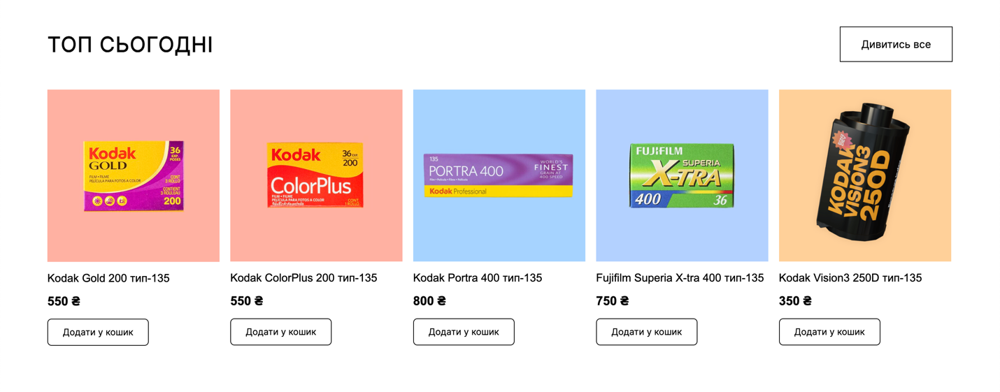 ТОП СЬОГОДНІ
Дивитись все
Kodak
GOLD
FILM • FILME
PELÍCULA PARA FOTOS A COLOR
36
EXP.
POSES
CONT.
3 ROLLO
CONTIENT
3 ROULEAU
200
Kodak
36 EXP.
200
ColorPlus
FILM • FILME
PELÍCULA PARA FOTOS A COLOR
CONT.
1 ROLLO
135
PORTRA 400
Film • Película • Films • Pelicule
WORLD'S
FINEST
GRAIN AT
400 SPEED
Kodak Professional
FUJIFILM
SUPERIA
X-TRA
400
36
KODAK
VISION3
250D
Kodak Gold 200 тип-135
Kodak ColorPlus 200 тип-135
Kodak Portra 400 тип-135
Fujifilm Superia X-tra 400 тип-135
Kodak Vision3 250D тип-135
550 ₴
550 ₴
800 ₴
750 ₴
350 ₴
Додати у кошик
Додати у кошик
Додати у кошик
Додати у кошик
Додати у кошик